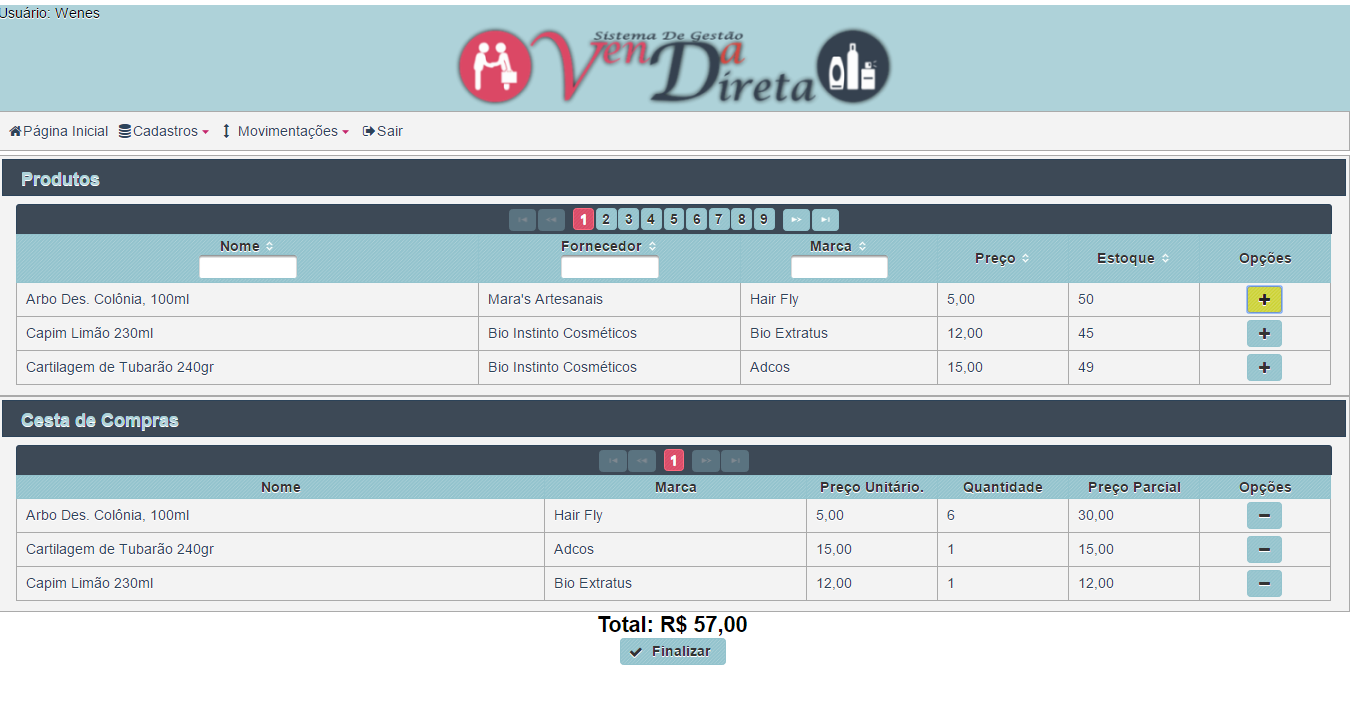 Usuário: Wenes
Sistema De Gestão
VenDa
Direta
Página Inicial Cadastros Movimentações Sair
Produtos
1 2 3 4 5 6 7 8 9
Nome Fornecedor Marca Preço Estoque Opções
Arbo Des. Colônia, 100ml Mara's Artesanais Hair Fly 5,00 50 +
Capim Limão 230ml Bio Instinto Cosméticos Bio Extratus 12,00 45 +
Cartilagem de Tubarão 240gr Bio Instinto Cosméticos Adcos 15,00 49 +
Cesta de Compras
1
Nome Marca Preço Unitário. Quantidade Preço Parcial Opções
Arbo Des. Colônia, 100ml Hair Fly 5,00 6 30,00 −
Cartilagem de Tubarão 240gr Adcos 15,00 1 15,00 −
Capim Limão 230ml Bio Extratus 12,00 1 12,00 −
Total: R$ 57,00
Finalizar